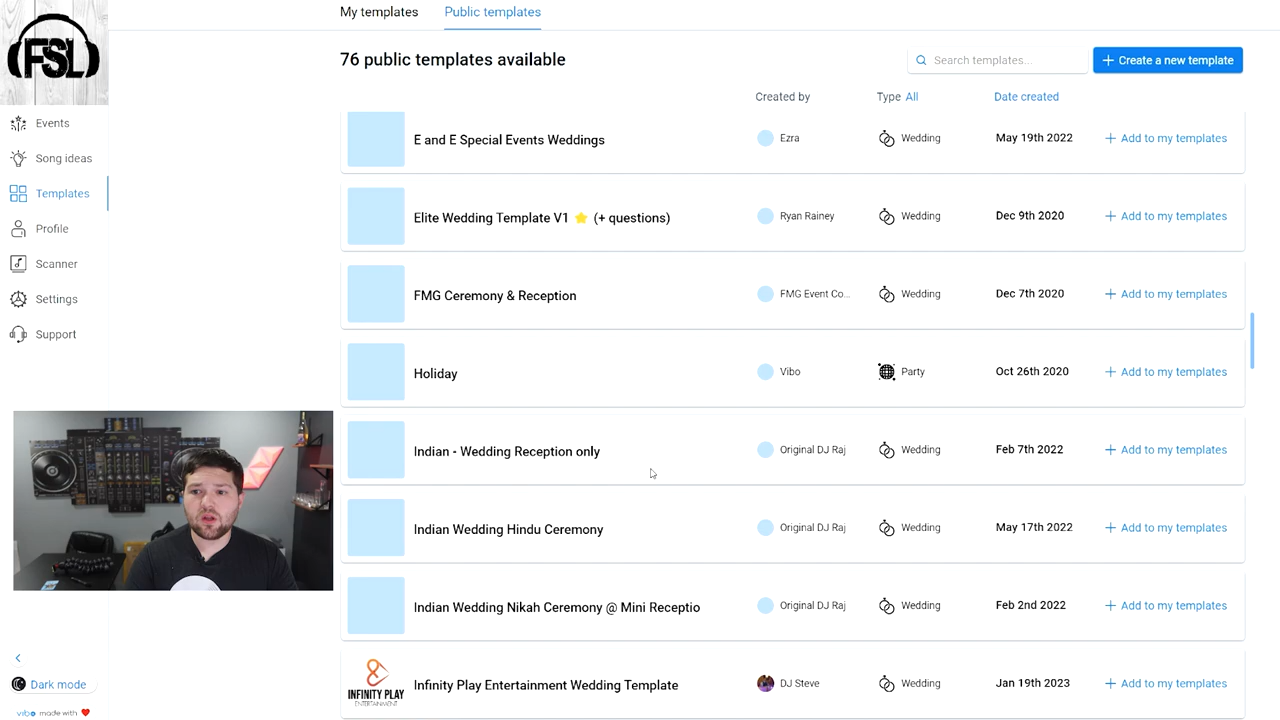 My templates Public templates
FSL
76 public templates available
Search templates...
+ Create a new template
Created by Type All Date created
Events
Song ideas
Templates
Profile
Scanner
Settings
Support
E and E Special Events Weddings Ezra Wedding May 19th 2022 + Add to my templates
Elite Wedding Template V1 ⭐ (+ questions) Ryan Rainey Wedding Dec 9th 2020 + Add to my templates
FMG Ceremony & Reception FMG Event Co... Wedding Dec 7th 2020 + Add to my templates
Holiday Vibo Party Oct 26th 2020 + Add to my templates
Indian - Wedding Reception only Original DJ Raj Wedding Feb 7th 2022 + Add to my templates
Indian Wedding Hindu Ceremony Original DJ Raj Wedding May 17th 2022 + Add to my templates
Indian Wedding Nikah Ceremony @ Mini Receptio Original DJ Raj Wedding Feb 2nd 2022 + Add to my templates
INFINITY PLAY
ENTERTAINMENT
Infinity Play Entertainment Wedding Template DJ Steve Wedding Jan 19th 2023 + Add to my templates
Dark mode
vibo made with ❤️